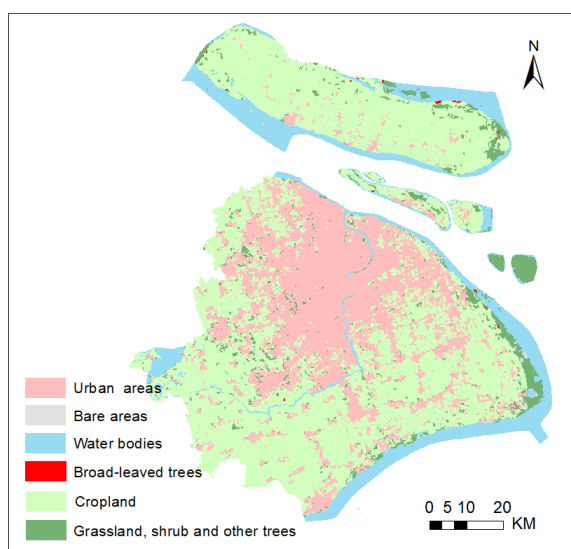 N
Urban areas
Bare areas
Water bodies
Broad-leaved trees
Cropland
Grassland, shrub and other trees
0 5 10 20
KM